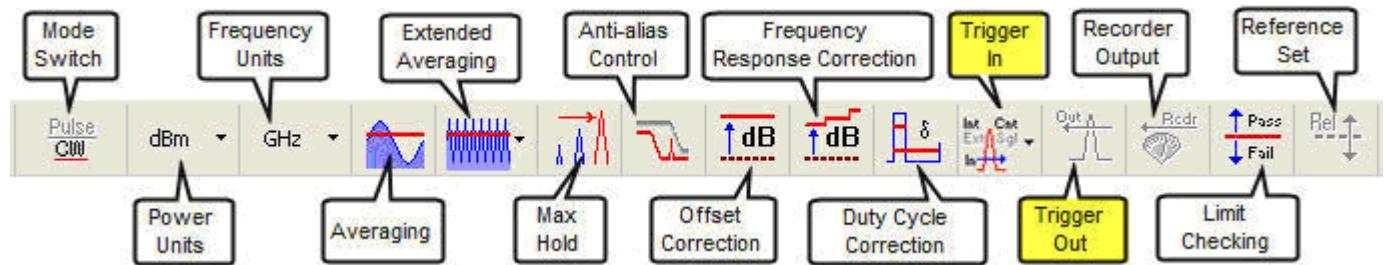 Mode
Switch
Frequency
Units
Extended
Averaging
Anti-alias
Control
Frequency
Response Correction
Trigger
In
Recorder
Output
Reference
Set
Pulse
CW
dBm
GHz
dB
dB
δ
Int Cnt
Ext Sgl
In
Out
Rcdr
Pass
Fail
Rel
Power
Units
Averaging
Max
Hold
Offset
Correction
Duty Cycle
Correction
Trigger
Out
Limit
Checking